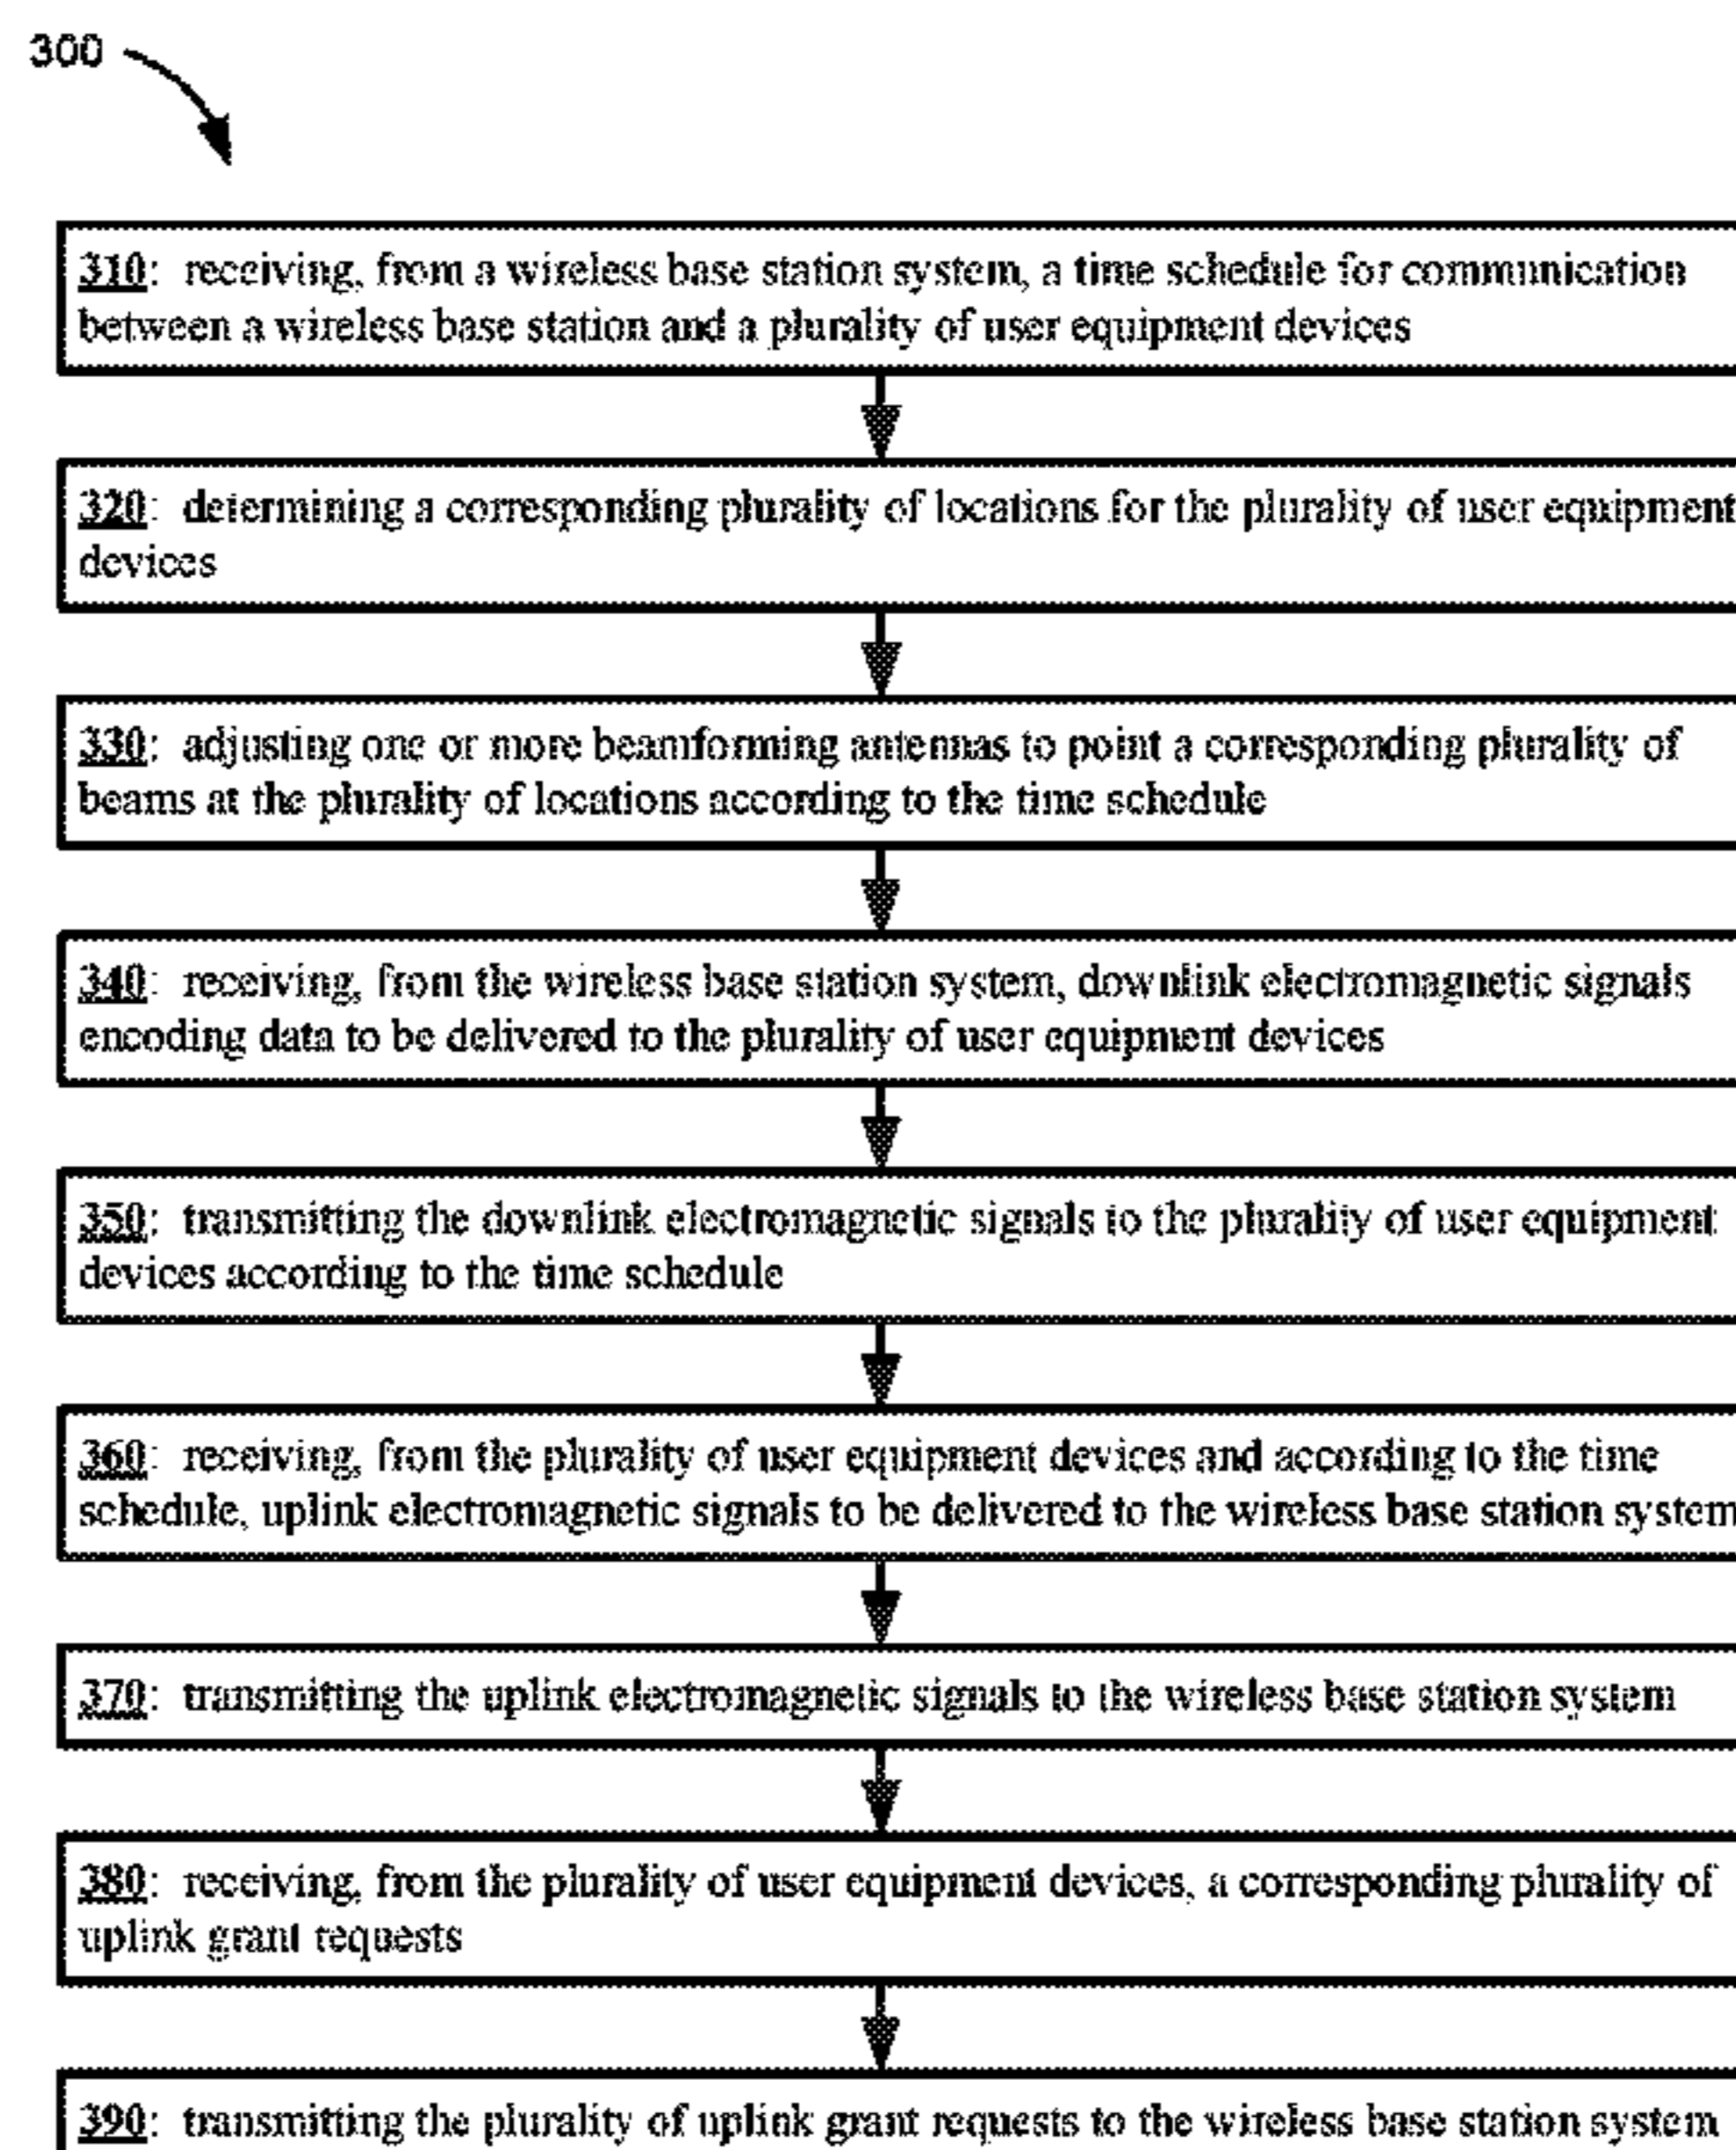 300
310: receiving, from a wireless base station system, a time schedule for communication
between a wireless base station and a plurality of user equipment devices
320: determining a corresponding plurality of locations for the plurality of user equipment
devices
330: adjusting one or more beamforming antennas to point a corresponding plurality of
beams at the plurality of locations according to the time schedule
340: receiving, from the wireless base station system, downlink electromagnetic signals
encoding data to be delivered to the plurality of user equipment devices
350: transmitting the downlink electromagnetic signals to the plurality of user equipment
devices according to the time schedule
360: receiving, from the plurality of user equipment devices and according to the time
schedule, uplink electromagnetic signals to be delivered to the wireless base station system
370: transmitting the uplink electromagnetic signals to the wireless base station system
380: receiving, from the plurality of user equipment devices, a corresponding plurality of
uplink grant requests
390: transmitting the plurality of uplink grant requests to the wireless base station system